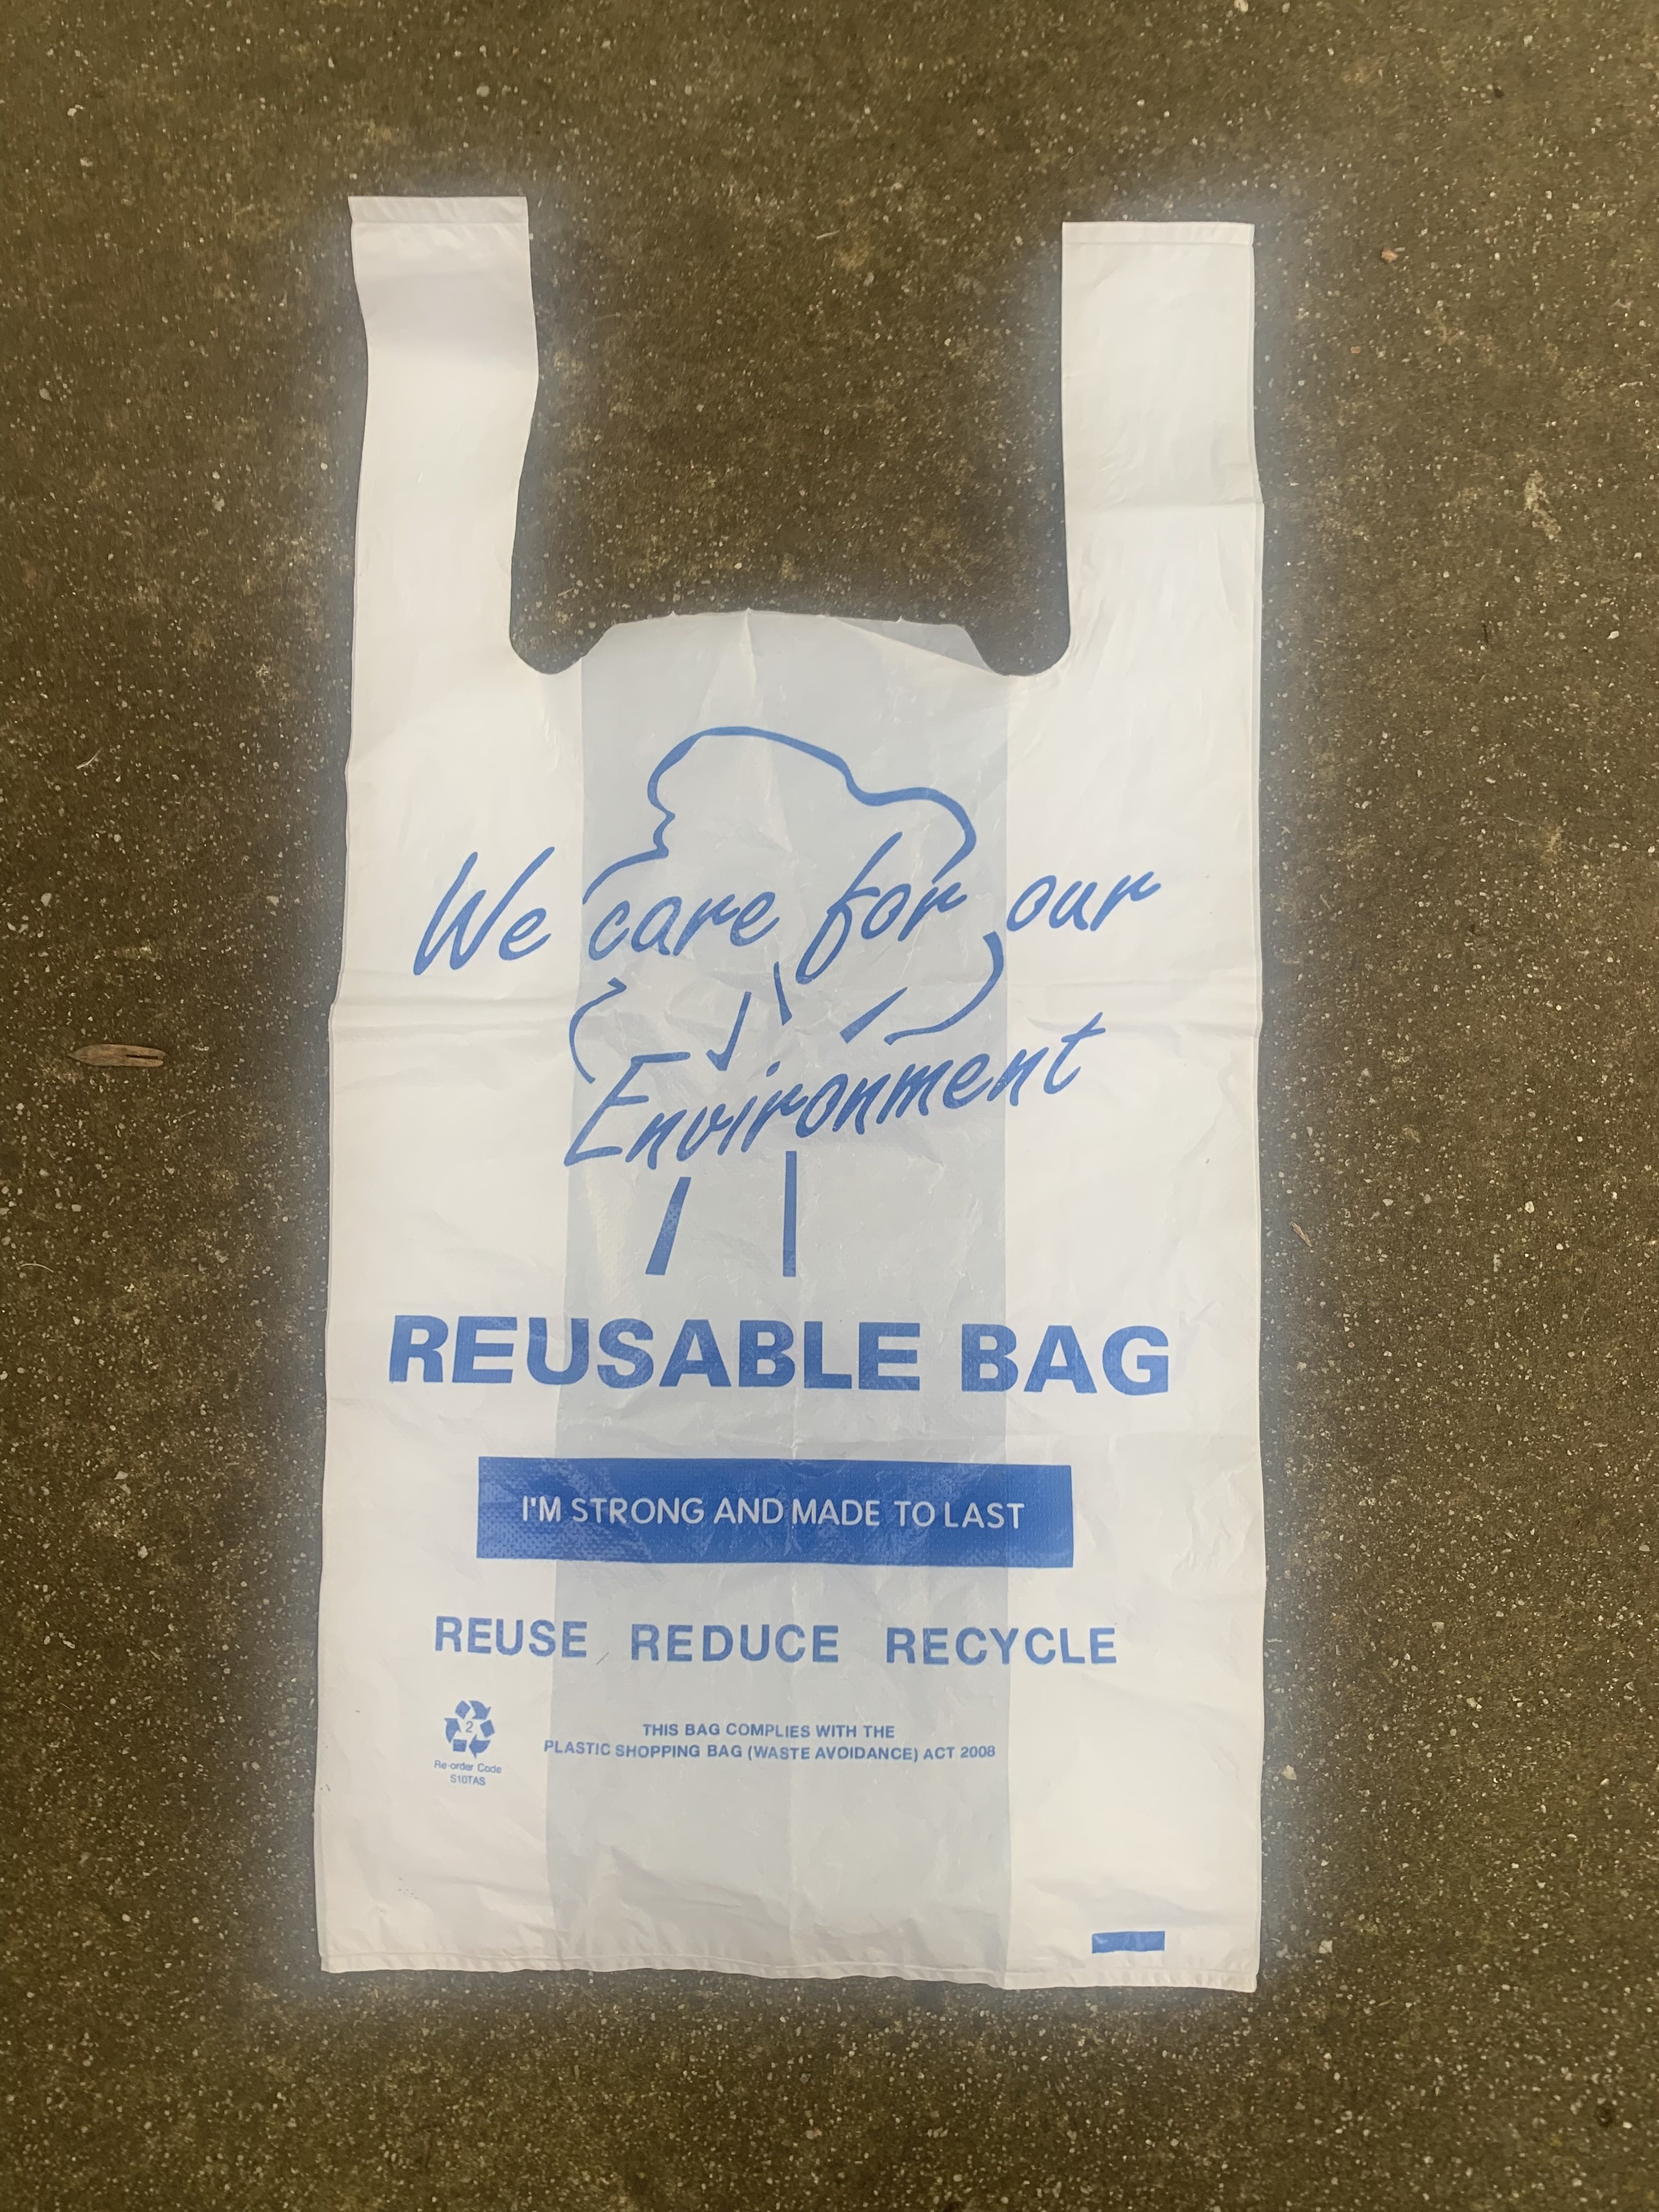 We care for our
Environment
REUSABLE BAG
I'M STRONG AND MADE TO LAST
REUSE REDUCE RECYCLE
2
Re-order Code
S10TAS
THIS BAG COMPLIES WITH THE
PLASTIC SHOPPING BAG (WASTE AVOIDANCE) ACT 2008